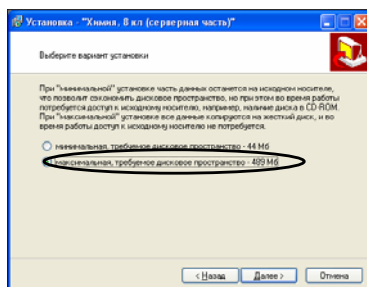 Установка - "Химия, 8 кл (серверная часть)"
Выберите вариант установки
При "минимальной" установке часть данных останется на исходном носителе,
что позволит сэкономить дисковое пространство, но при этом во время работы
потребуется доступ к исходному носителю, например, наличие диска в CD-ROM.
При "максимальной" установке все данные копируются на жесткий диск, и во
время работы доступ к исходному носителю не потребуется.
минимальная, требуемое дисковое пространство - 44 Мб
максимальная, требуемое дисковое пространство - 489 Мб
< Назад
Далее >
Отмена